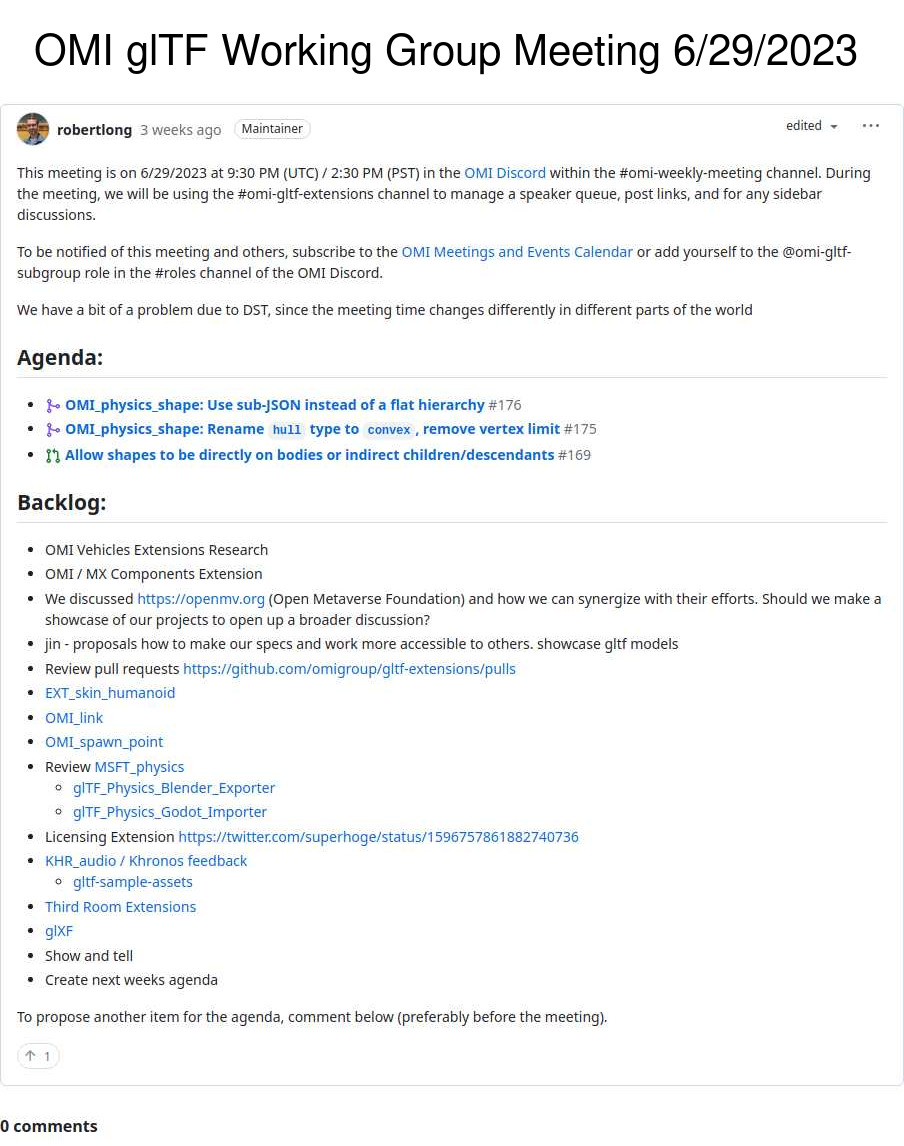 OMI glTF Working Group Meeting 6/29/2023
robertlong 3 weeks ago Maintainer edited
This meeting is on 6/29/2023 at 9:30 PM (UTC) / 2:30 PM (PST) in the OMI Discord within the #omi-weekly-meeting channel. During
the meeting, we will be using the #omi-gltf-extensions channel to manage a speaker queue, post links, and for any sidebar
discussions.
To be notified of this meeting and others, subscribe to the OMI Meetings and Events Calendar or add yourself to the @omi-gltf-
subgroup role in the #roles channel of the OMI Discord.
We have a bit of a problem due to DST, since the meeting time changes differently in different parts of the world
Agenda:
OMI_physics_shape: Use sub-JSON instead of a flat hierarchy #176
OMI_physics_shape: Rename hull type to convex, remove vertex limit #175
Allow shapes to be directly on bodies or indirect children/descendants #169
Backlog:
OMI Vehicles Extensions Research
OMI / MX Components Extension
We discussed https://openmv.org (Open Metaverse Foundation) and how we can synergize with their efforts. Should we make a
showcase of our projects to open up a broader discussion?
jin - proposals how to make our specs and work more accessible to others. showcase gltf models
Review pull requests https://github.com/omigroup/gltf-extensions/pulls
EXT_skin_humanoid
OMI_link
OMI_spawn_point
Review MSFT_physics
glTF_Physics_Blender_Exporter
glTF_Physics_Godot_Importer
Licensing Extension https://twitter.com/superhoge/status/1596757861882740736
KHR_audio / Khronos feedback
gltf-sample-assets
Third Room Extensions
glXF
Show and tell
Create next weeks agenda
To propose another item for the agenda, comment below (preferably before the meeting).
1
0 comments